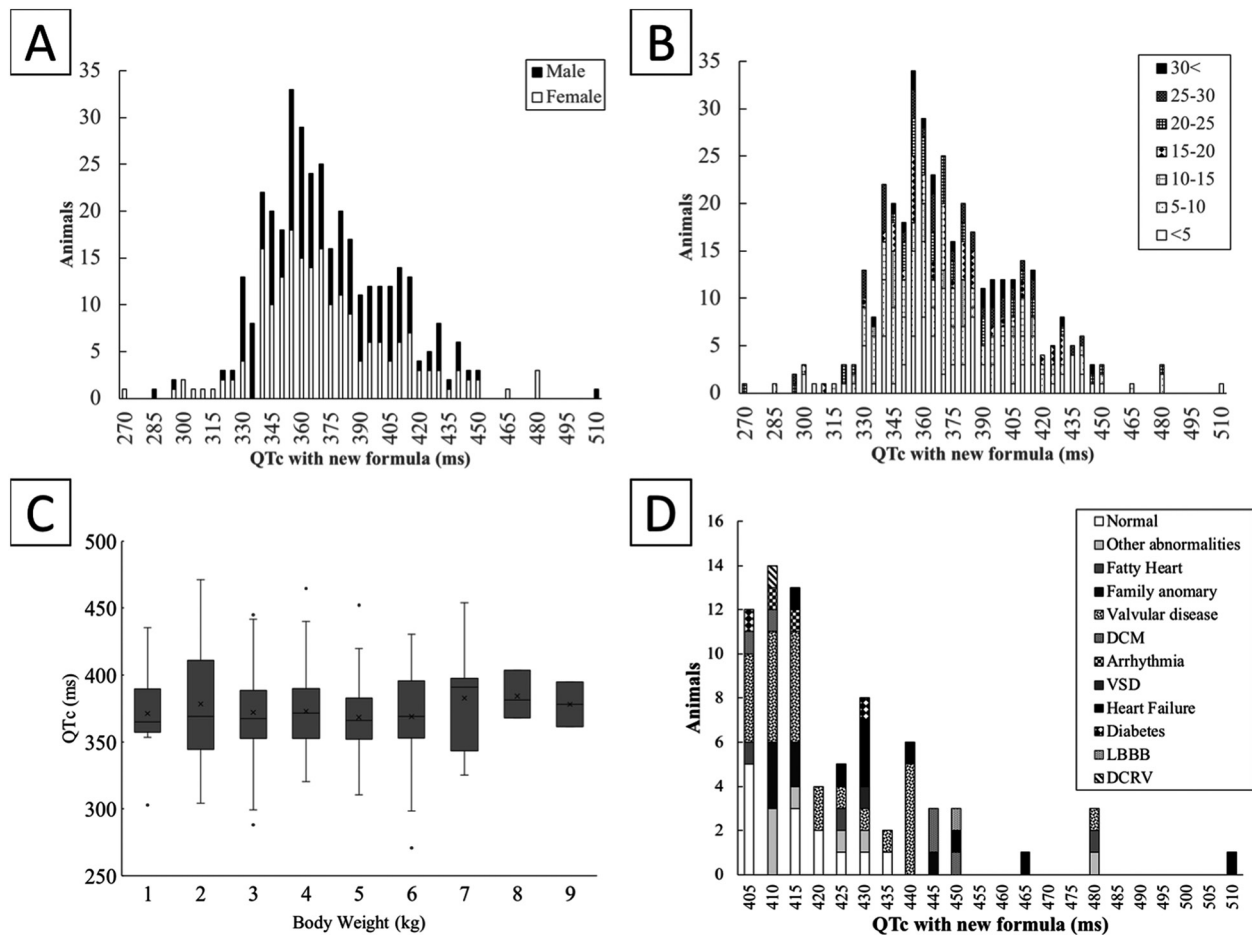 A
35
30
25
20
15
10
5
0
Animals
Male
Female
270 285 300 315 330 345 360 375 390 405 420 435 450 465 480 495 510
QTc with new formula (ms)
B
35
30
25
20
15
10
5
0
Animals
30<
25-30
20-25
15-20
10-15
5-10
<5
270 285 300 315 330 345 360 375 390 405 420 435 450 465 480 495 510
QTc with new formula (ms)
C
500
450
400
350
300
250
QTc (ms)
1 2 3 4 5 6 7 8 9
Body Weight (kg)
D
16
14
12
10
8
6
4
2
0
Animals
Normal
Other abnormalities
Fatty Heart
Family anomary
Valvular disease
DCM
Arrhythmia
VSD
Heart Failure
Diabetes
LBBB
DCRV
405 410 415 420 425 430 435 440 445 450 455 460 465 470 475 480 485 490 495 500 505 510
QTc with new formula (ms)